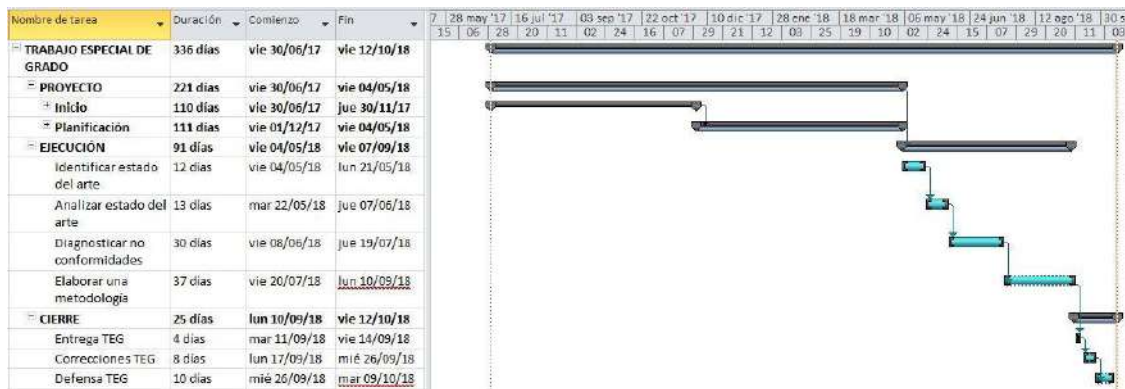 Nombre de tarea Duración Comienzo Fin 7 28 may '17 16 jul '17 03 sep '17 22 oct '17 10 dic '17 28 ene '18 18 mar '18 06 may '18 24 jun '18 12 ago '18 30 s
15 06 28 20 11 02 24 16 07 29 21 12 03 25 19 10 02 24 15 07 29 20 11 03
TRABAJO ESPECIAL DE 336 días vie 30/06/17 vie 12/10/18
GRADO
PROYECTO 221 días vie 30/06/17 vie 04/05/18
Inicio 110 días vie 30/06/17 jue 30/11/17
Planificación 111 días vie 01/12/17 vie 04/05/18
EJECUCIÓN 91 días vie 04/05/18 vie 07/09/18
Identificar estado 12 días vie 04/05/18 lun 21/05/18
del arte
Analizar estado del 13 días mar 22/05/18 jue 07/06/18
arte
Diagnosticar no 30 días vie 08/06/18 jue 19/07/18
conformidades
Elaborar una 37 días vie 20/07/18 lun 10/09/18
metodología
CIERRE 25 días lun 10/09/18 vie 12/10/18
Entrega TEG 4 días mar 11/09/18 vie 14/09/18
Correcciones TEG 8 días lun 17/09/18 mié 26/09/18
Defensa TEG 10 días mié 26/09/18 mar 09/10/18